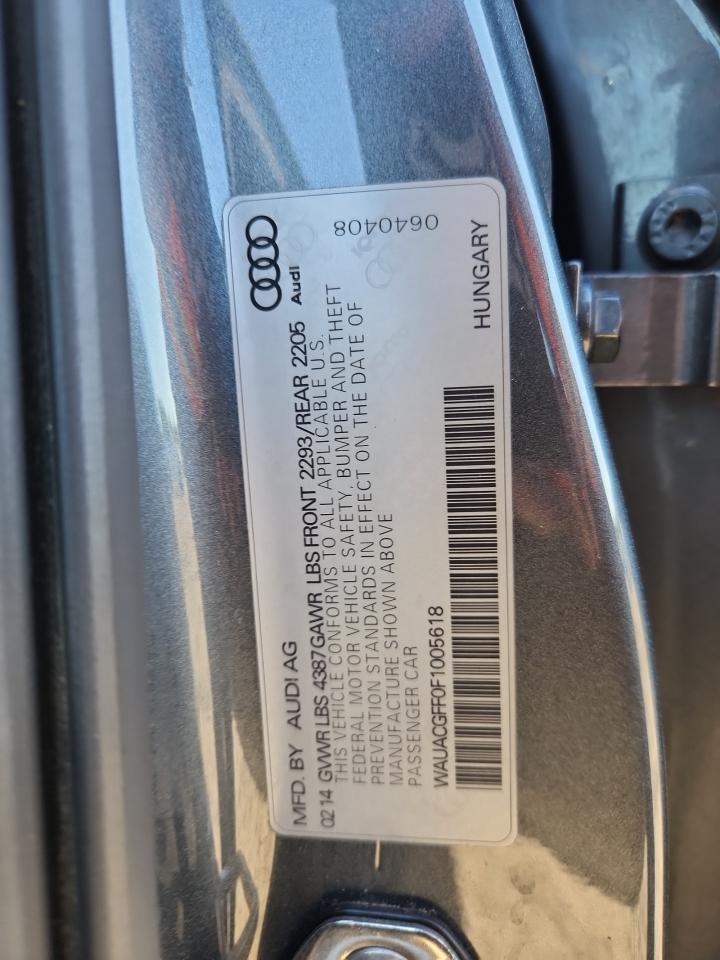 MFD. BY AUDI AG
Audi
02 14 GVWR LBS 4387 GAWR LBS FRONT 2293/REAR 2205
THIS VEHICLE CONFORMS TO ALL APPLICABLE U.S.
FEDERAL MOTOR VEHICLE SAFETY, BUMPER AND THEFT
PREVENTION STANDARDS IN EFFECT ON THE DATE OF
MANUFACTURE SHOWN ABOVE
PASSENGER CAR
0640408
WAUACGFF0F1005618
HUNGARY